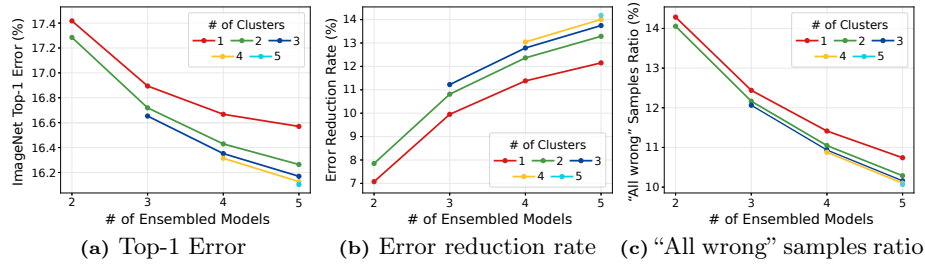 ImageNet Top-1 Error (%)
17.4
17.2
17.0
16.8
16.6
16.4
16.2
2 3 4 5
# of Ensembled Models
# of Clusters
1 2 3
4 5
(a) Top-1 Error
Error Reduction Rate (%)
14
13
12
11
10
9
8
7
2 3 4 5
# of Ensembled Models
# of Clusters
1 2 3
4 5
(b) Error reduction rate
“All wrong” Samples Ratio (%)
14
13
12
11
10
2 3 4 5
# of Ensembled Models
# of Clusters
1 2 3
4 5
(c) “All wrong” samples ratio